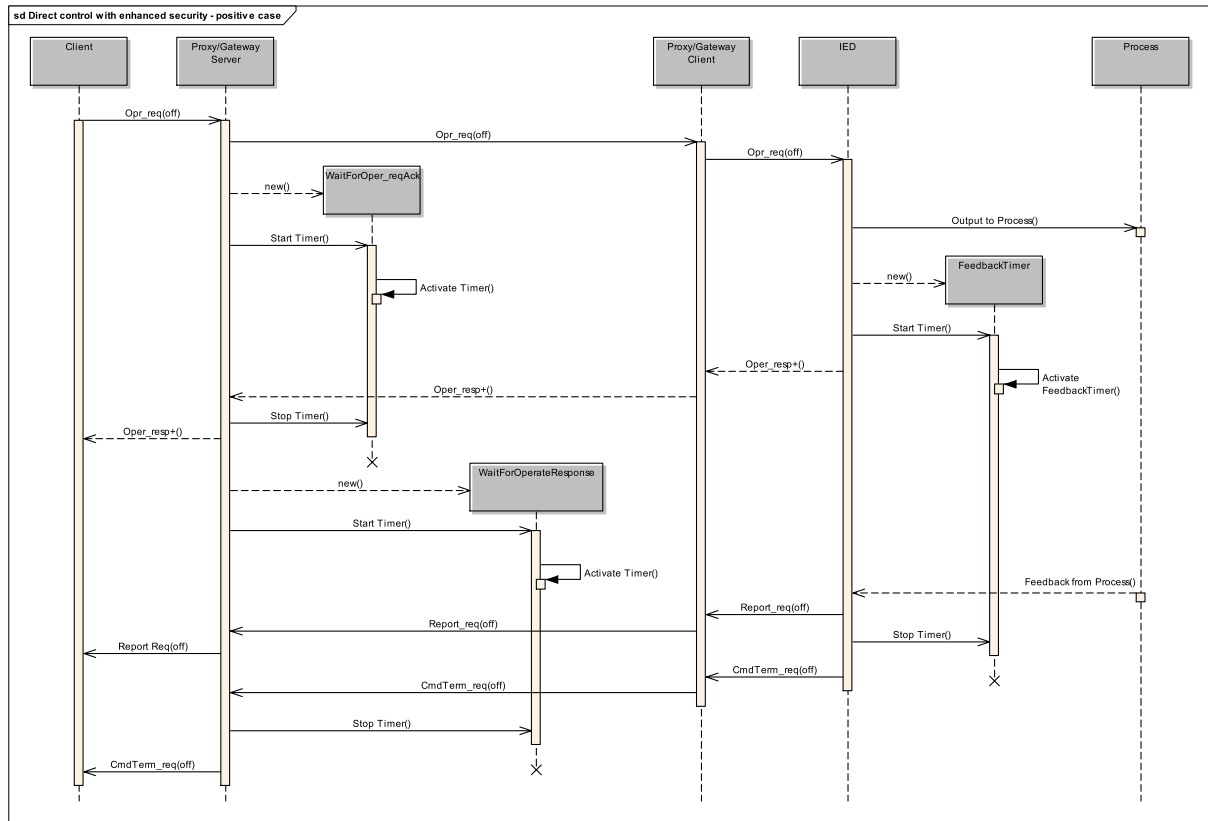 sd Direct control with enhanced security - positive case
Client
Proxy/Gateway
Server
Proxy/Gateway
Client
IED
Process
Opr_req(off)
Opr_req(off)
Opr_req(off)
WaitForOper_reqAck
new()
Output to Process()
Start Timer()
FeedbackTimer
new()
Activate Timer()
Start Timer()
Oper_resp+()
Activate
FeedbackTimer()
Oper_resp+()
Stop Timer()
Oper_resp+()
WaitForOperateResponse
new()
Start Timer()
Activate Timer()
Feedback from Process()
Report_req(off)
Report_req(off)
Stop Timer()
Report Req(off)
CmdTerm_req(off)
CmdTerm_req(off)
Stop Timer()
CmdTerm_req(off)